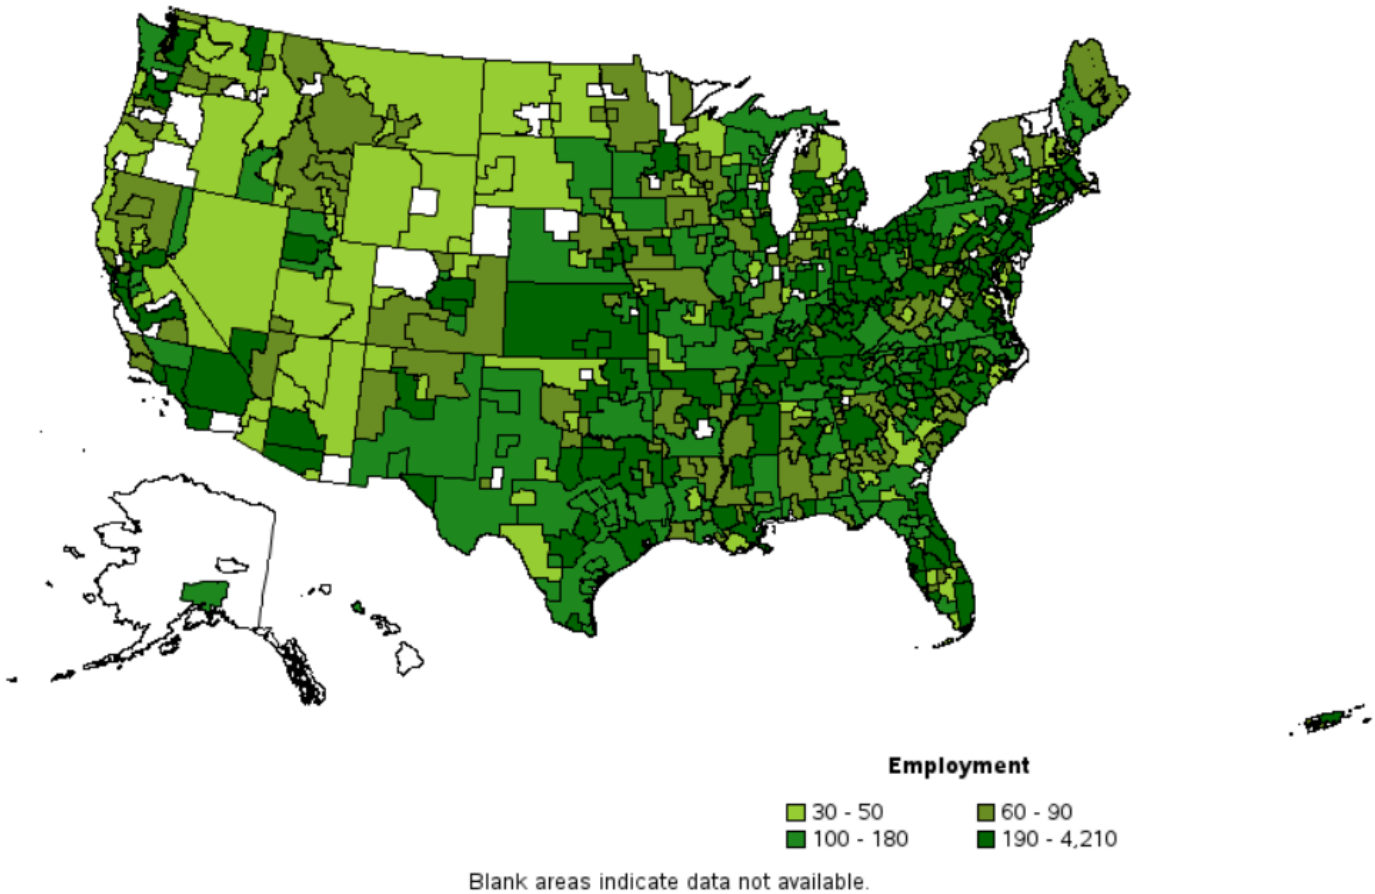 Employment
30 - 50 60 - 90
100 - 180 190 - 4,210
Blank areas indicate data not available.